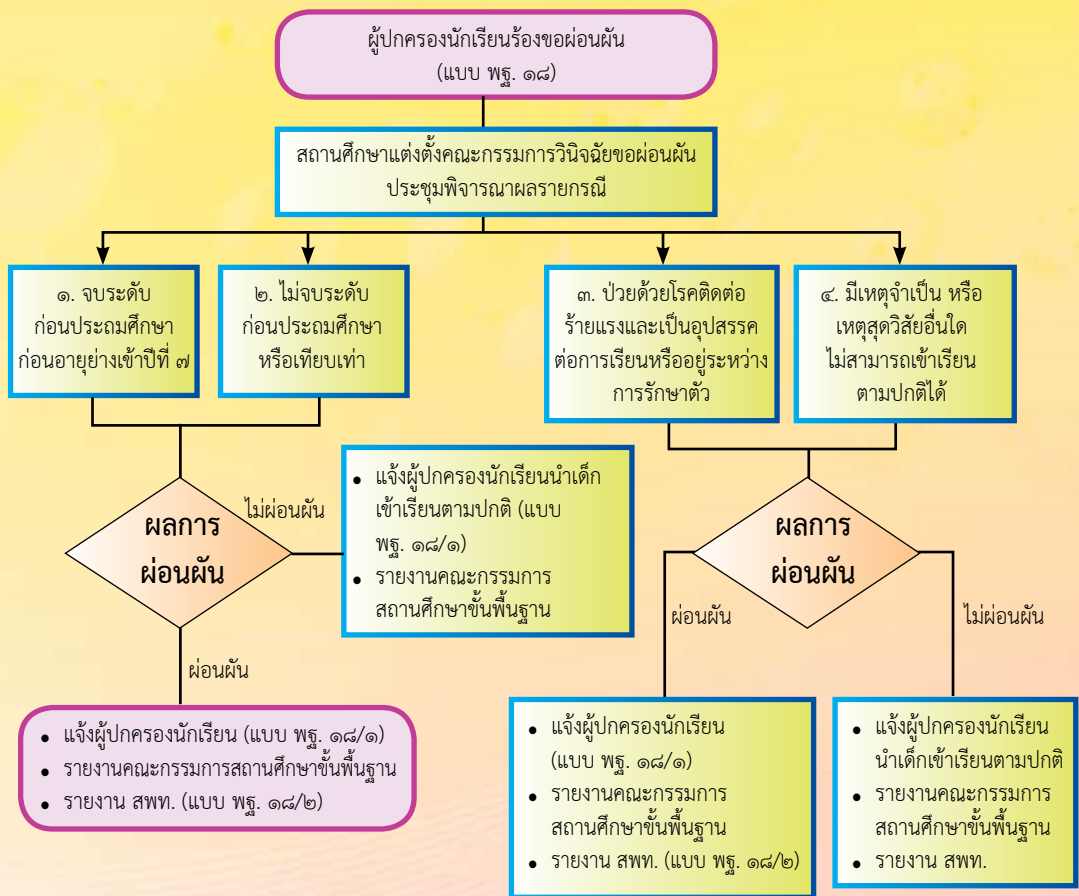 ผู้ปกครองนักเรียนร้องขอผ่อนผัน
(แบบ พฐ. ๑๘)
สถานศึกษาแต่งตั้งคณะกรรมการวินิจฉัยขอผ่อนผัน
ประชุมพิจารณาผลรายกรณี
๑. จบระดับ
ก่อนประถมศึกษา
ก่อนอายุย่างเข้าปีที่ ๗
๒. ไม่จบระดับ
ก่อนประถมศึกษา
หรือเทียบเท่า
๓. ป่วยด้วยโรคติดต่อ
ร้ายแรงและเป็นอุปสรรค
ต่อการเรียนหรืออยู่ระหว่าง
การรักษาตัว
๔. มีเหตุจำเป็น หรือ
เหตุสุดวิสัยอื่นใด
ไม่สามารถเข้าเรียน
ตามปกติได้
ผลการ
ผ่อนผัน
ไม่ผ่อนผัน
• แจ้งผู้ปกครองนักเรียนนำเด็ก
เข้าเรียนตามปกติ (แบบ
พฐ. ๑๘/๑)
• รายงานคณะกรรมการ
สถานศึกษาขั้นพื้นฐาน
ผ่อนผัน
• แจ้งผู้ปกครองนักเรียน (แบบ พฐ. ๑๘/๑)
• รายงานคณะกรรมการสถานศึกษาขั้นพื้นฐาน
• รายงาน สพท. (แบบ พฐ. ๑๘/๒)
ผลการ
ผ่อนผัน
ผ่อนผัน
ไม่ผ่อนผัน
• แจ้งผู้ปกครองนักเรียน
(แบบ พฐ. ๑๘/๑)
• รายงานคณะกรรมการ
สถานศึกษาขั้นพื้นฐาน
• รายงาน สพท. (แบบ พฐ. ๑๘/๒)
• แจ้งผู้ปกครองนักเรียน
นำเด็กเข้าเรียนตามปกติ
• รายงานคณะกรรมการ
สถานศึกษาขั้นพื้นฐาน
• รายงาน สพท.